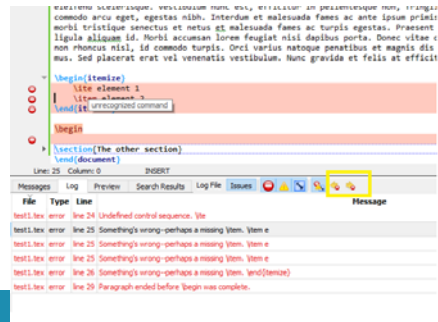 eleifend scelerisque. Vestibulum nunc est, efficitur in pellentesque non, fringi
commodo arcu eget, egestas nibh. Interdum et malesuada fames ac ante ipsum primis
morbi tristique senectus et netus et malesuada fames ac turpis egestas. Praesent
ligula aliquam id. Morbi accumsan lorem feugiat nisi dapibus porta. Donec vitae c
non rhoncus nisl, id commodo turpis. Orci varius natoque penatibus et magnis dis
mus. Sed placerat erat vel venenatis vestibulum. Nunc gravida et felis at efficit
\begin{itemize}
\ite element 1
\item element 2
unrecognized command
\end{it
\begin
\section{The other section}
\end{document}
Line: 25 Column: 0 INSERT
Messages Log Preview Search Results Log File Issues
File Type Line Message
test1.tex error line 24 Undefined control sequence. \ite
test1.tex error line 25 Something's wrong--perhaps a missing \item. \item e
test1.tex error line 25 Something's wrong--perhaps a missing \item. \item e
test1.tex error line 25 Something's wrong--perhaps a missing \item. \item e
test1.tex error line 26 Something's wrong--perhaps a missing \item. \end{itemize}
test1.tex error line 29 Paragraph ended before \begin was complete.